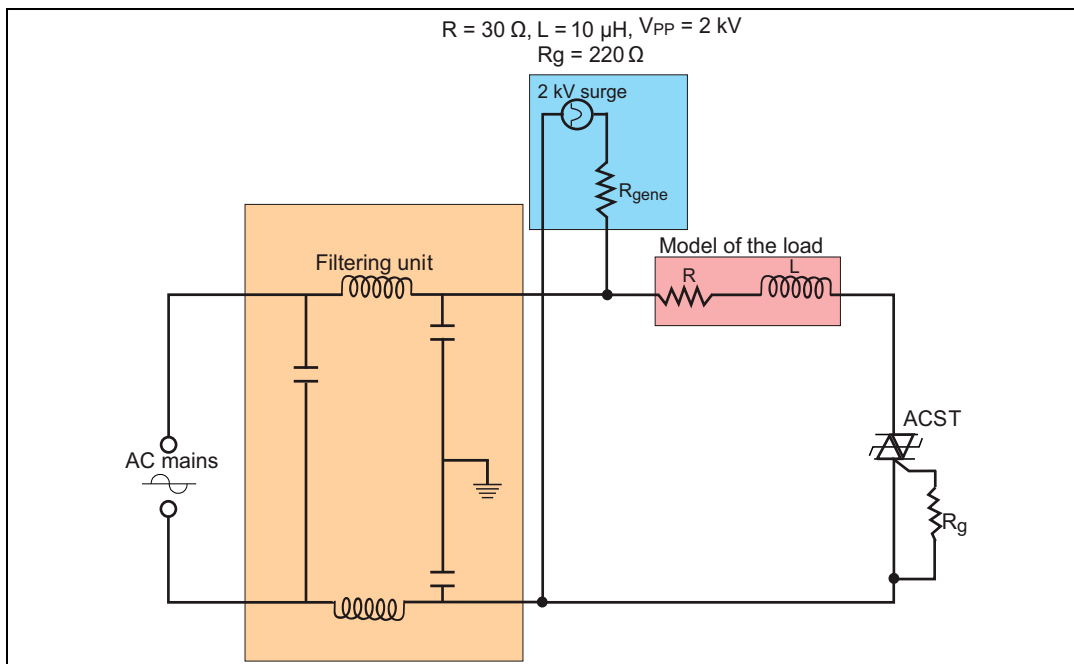 R = 30 Ω, L = 10 µH, VPP = 2 kV
Rg = 220 Ω
2 kV surge
Rgene
Model of the load
R
L
Filtering unit
ACST
AC mains
Rg